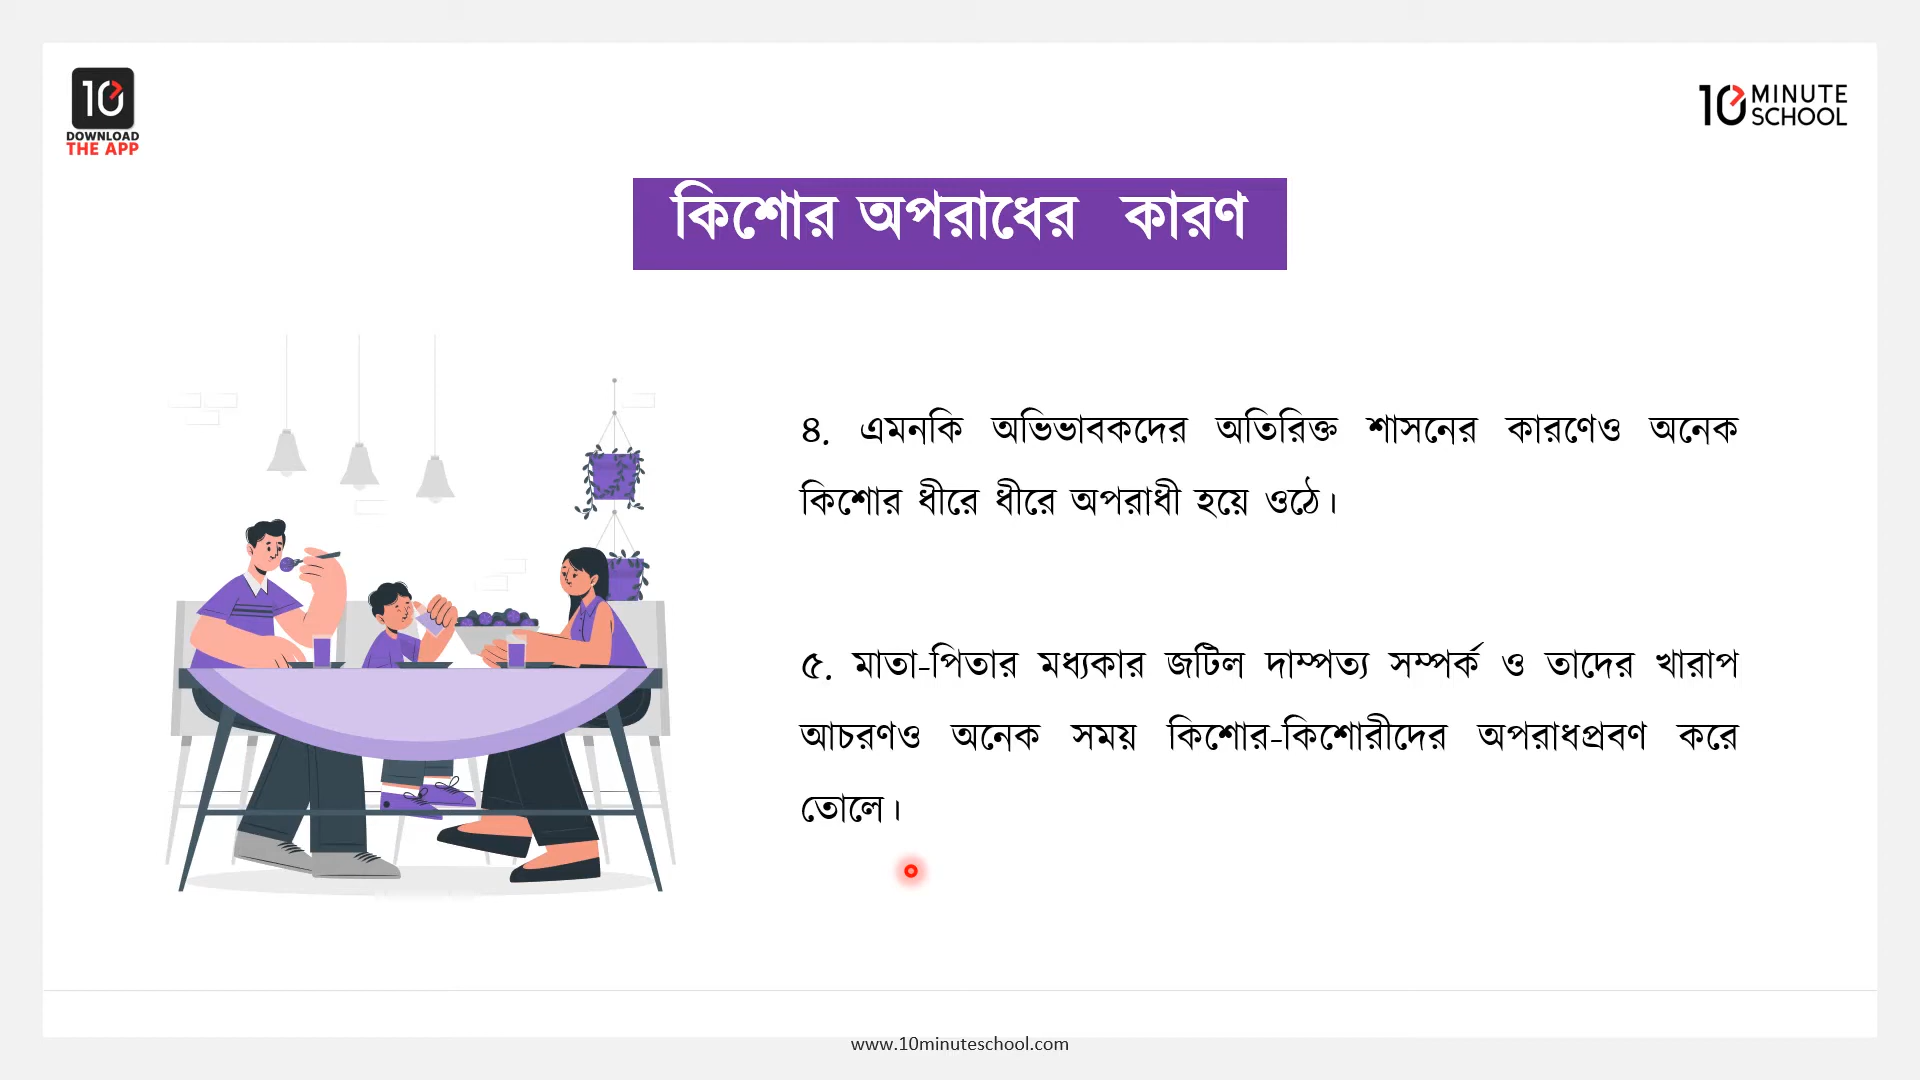 10
DOWNLOAD
THE APP
10 MINUTE
SCHOOL
কিশোর অপরাধের কারণ
৪. এমনকি অভিভাবকদের অতিরিক্ত শাসনের কারণেও অনেক
কিশোর ধীরে ধীরে অপরাধী হয়ে ওঠে।
৫. মাতা-পিতার মধ্যকার জটিল দাম্পত্য সম্পর্ক ও তাদের খারাপ
আচরণও অনেক সময় কিশোর-কিশোরীদের অপরাধপ্রবণ করে
তোলে।
www.10minuteschool.com